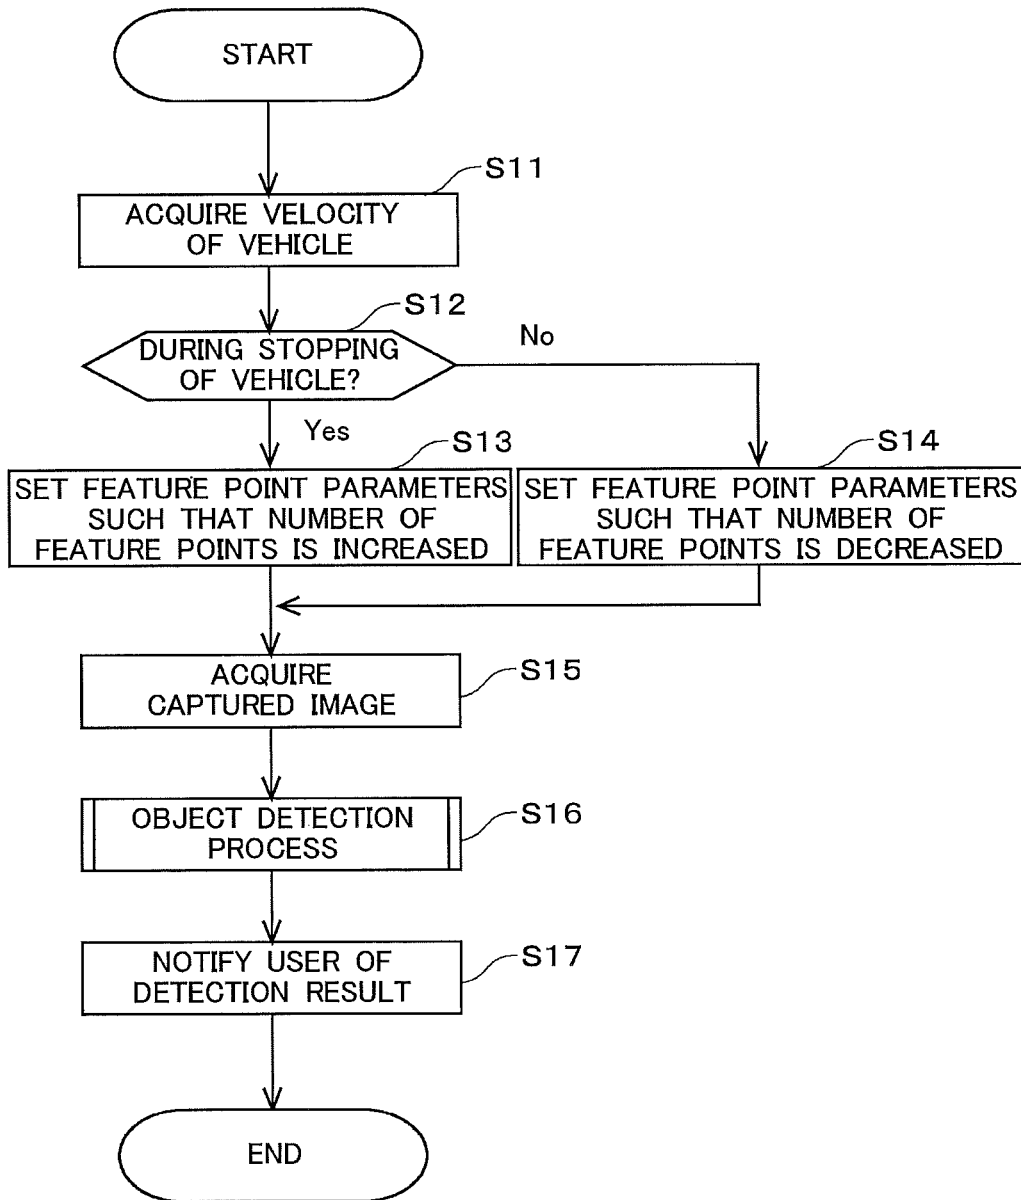 START
S11
ACQUIRE VELOCITY
OF VEHICLE
S12
DURING STOPPING
OF VEHICLE?
No
Yes
S13
SET FEATURE POINT PARAMETERS
SUCH THAT NUMBER OF
FEATURE POINTS IS INCREASED
S14
SET FEATURE POINT PARAMETERS
SUCH THAT NUMBER OF
FEATURE POINTS IS DECREASED
ACQUIRE
CAPTURED IMAGE
S15
OBJECT DETECTION
PROCESS
S16
NOTIFY USER OF
DETECTION RESULT
S17
END